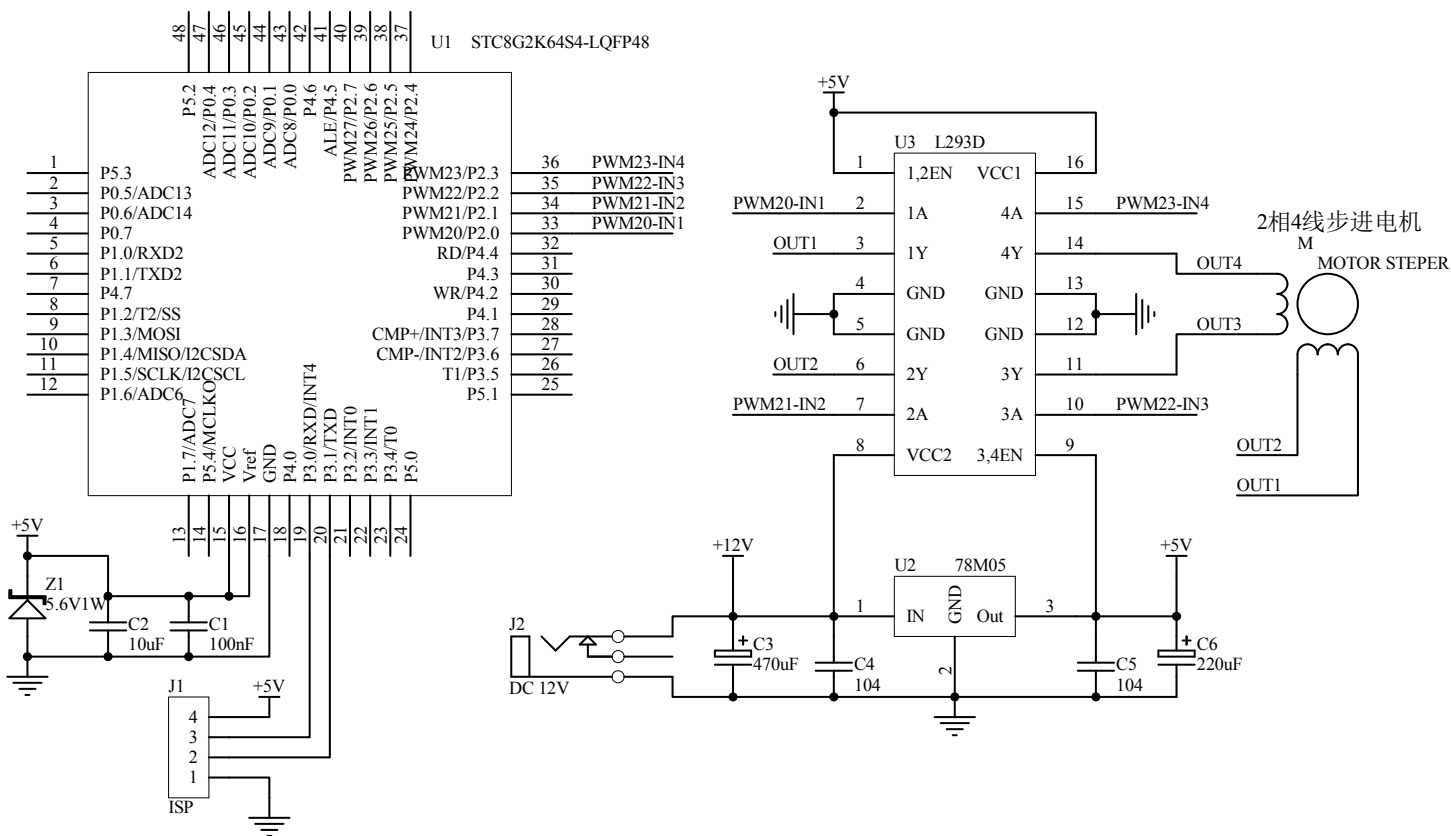 48
47
46
45
44
43
42
41
40
39
38
37
U1 STC8G2K64S4-LQFP48
P5.2
ADC12/P0.4
ADC11/P0.3
ADC10/P0.2
ADC9/P0.1
ADC8/P0.0
P4.6
ALE/P4.5
PWM27/P2.7
PWM26/P2.6
PWM25/P2.5
PWM24/P2.4
1 P5.3
2 P0.5/ADC13
3 P0.6/ADC14
4 P0.7
5 P1.0/RXD2
6 P1.1/TXD2
7 P4.7
8 P1.2/T2/SS
9 P1.3/MOSI
10 P1.4/MISO/I2CSDA
11 P1.5/SCLK/I2CSCL
12 P1.6/ADC6
PWM23/P2.3 36 PWM23-IN4
PWM22/P2.2 35 PWM22-IN3
PWM21/P2.1 34 PWM21-IN2
PWM20/P2.0 33 PWM20-IN1
RD/P4.4 32
P4.3 31
WR/P4.2 30
P4.1 29
CMP+/INT3/P3.7 28
CMP-/INT2/P3.6 27
T1/P3.5 26
P5.1 25
P1.7/ADC7
P5.4/MCLKO
VCC
Vref
GND
P4.0
P3.0/RXD/INT4
P3.1/TXD
P3.2/INT0
P3.3/INT1
P3.4/T0
P5.0
13
14
15
16
17
18
19
20
21
22
23
24
+5V
Z1
5.6V1W
C2
10uF
C1
100nF
J1
+5V
4
3
2
1
ISP
+5V
U3 L293D
1 1,2EN VCC1 16
PWM20-IN1 2 1A 4A 15 PWM23-IN4
OUT1 3 1Y 4Y 14
4 GND GND 13
5 GND GND 12
OUT2 6 2Y 3Y 11
PWM21-IN2 7 2A 3A 10 PWM22-IN3
8 VCC2 3,4EN 9
2相4线步进电机
M
MOTOR STEPER
OUT4
OUT3
OUT2
OUT1
+12V
U2 78M05
+5V
1 IN GND Out 3
2
J2
DC 12V
C3
+
470uF
C4
104
C5
104
+
C6
220uF